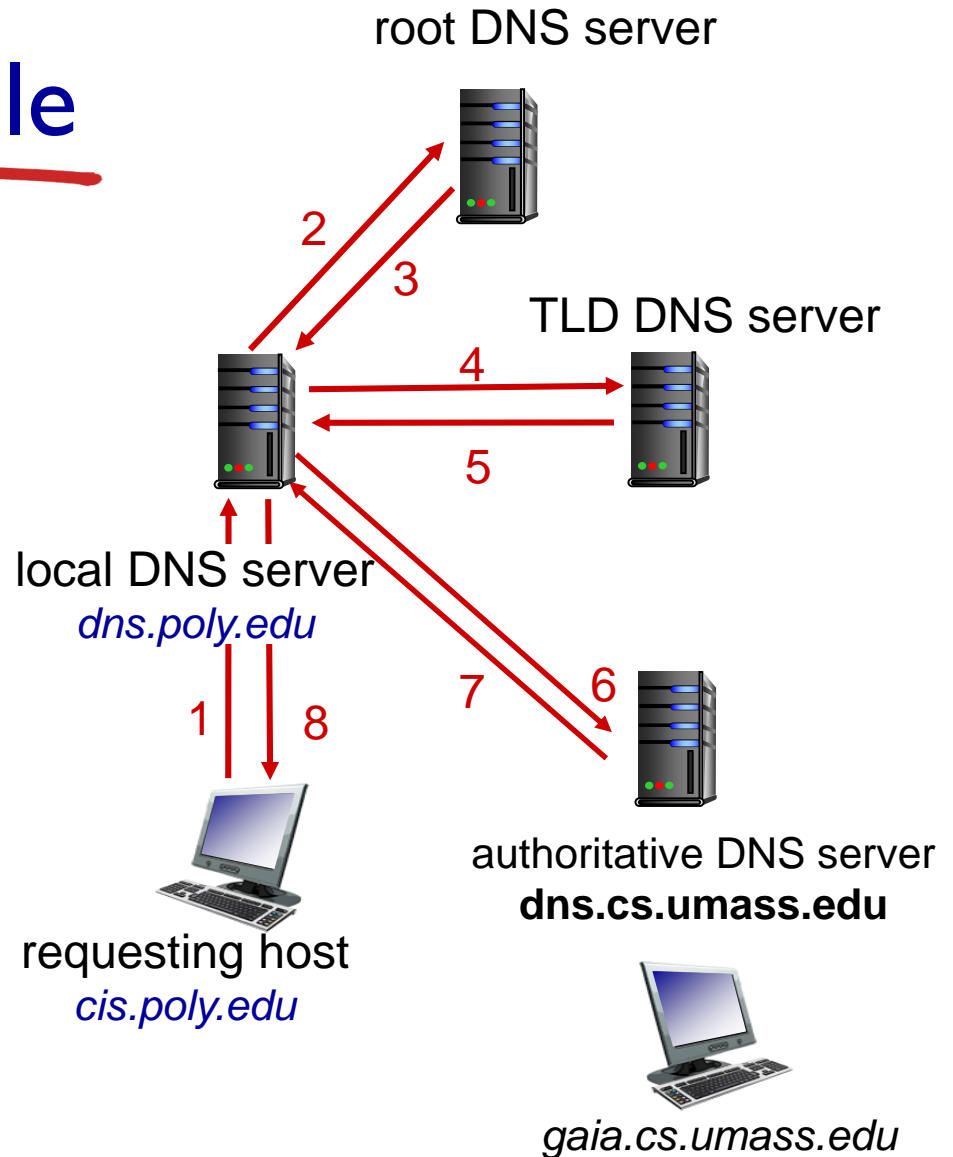 root DNS server
le
2
3
TLD DNS server
4
5
local DNS server
dns.poly.edu
7
6
1
8
authoritative DNS server
dns.cs.umass.edu
requesting host
cis.poly.edu
gaia.cs.umass.edu